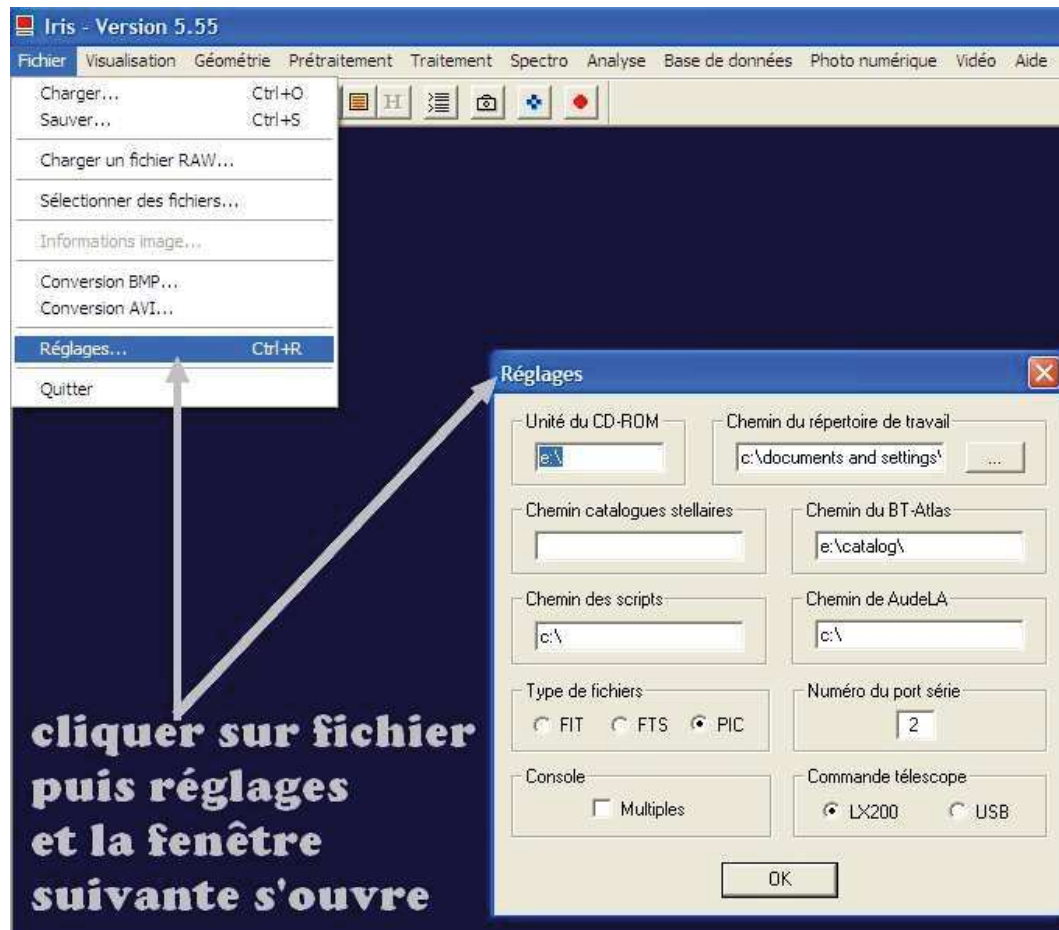 Iris - Version 5.55
Fichier Visualisation Géométrie Prétraitement Traitement Spectro Analyse Base de données Photo numérique Vidéo Aide
Charger... Ctrl+O
Sauver... Ctrl+S
Charger un fichier RAW...
Sélectionner des fichiers...
Informations image...
Conversion BMP...
Conversion AVI...
Réglages... Ctrl+R
Quitter
H
Réglages
Unité du CD-ROM Chemin du répertoire de travail
e:\ c:\documents and settings\ ...
Chemin catalogues stellaires Chemin du BT-Atlas
e:\catalog\
Chemin des scripts Chemin de AudeLA
c:\ c:\
Type de fichiers Numéro du port série
FIT FTS PIC 2
Console Commande télescope
Multiples LX200 USB
OK
cliquer sur fichier
puis réglages
et la fenêtre
suivante s'ouvre